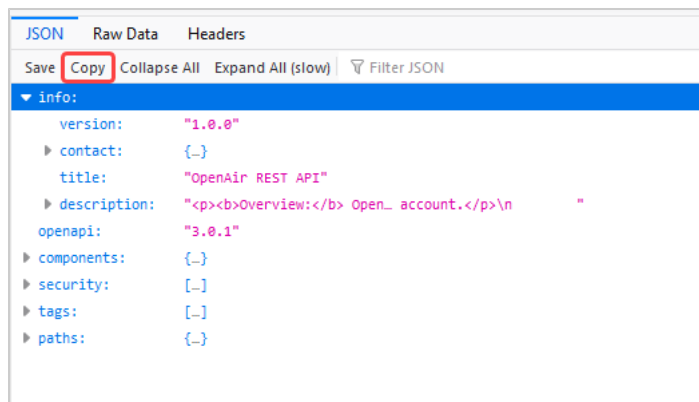 JSON Raw Data Headers
Save Copy Collapse All Expand All (slow) Filter JSON
info:
version: "1.0.0"
contact: {…}
title: "OpenAir REST API"
description: "<p><b>Overview:</b> Open… account.</p>\n "
openapi: "3.0.1"
components: {…}
security: […]
tags: […]
paths: {…}